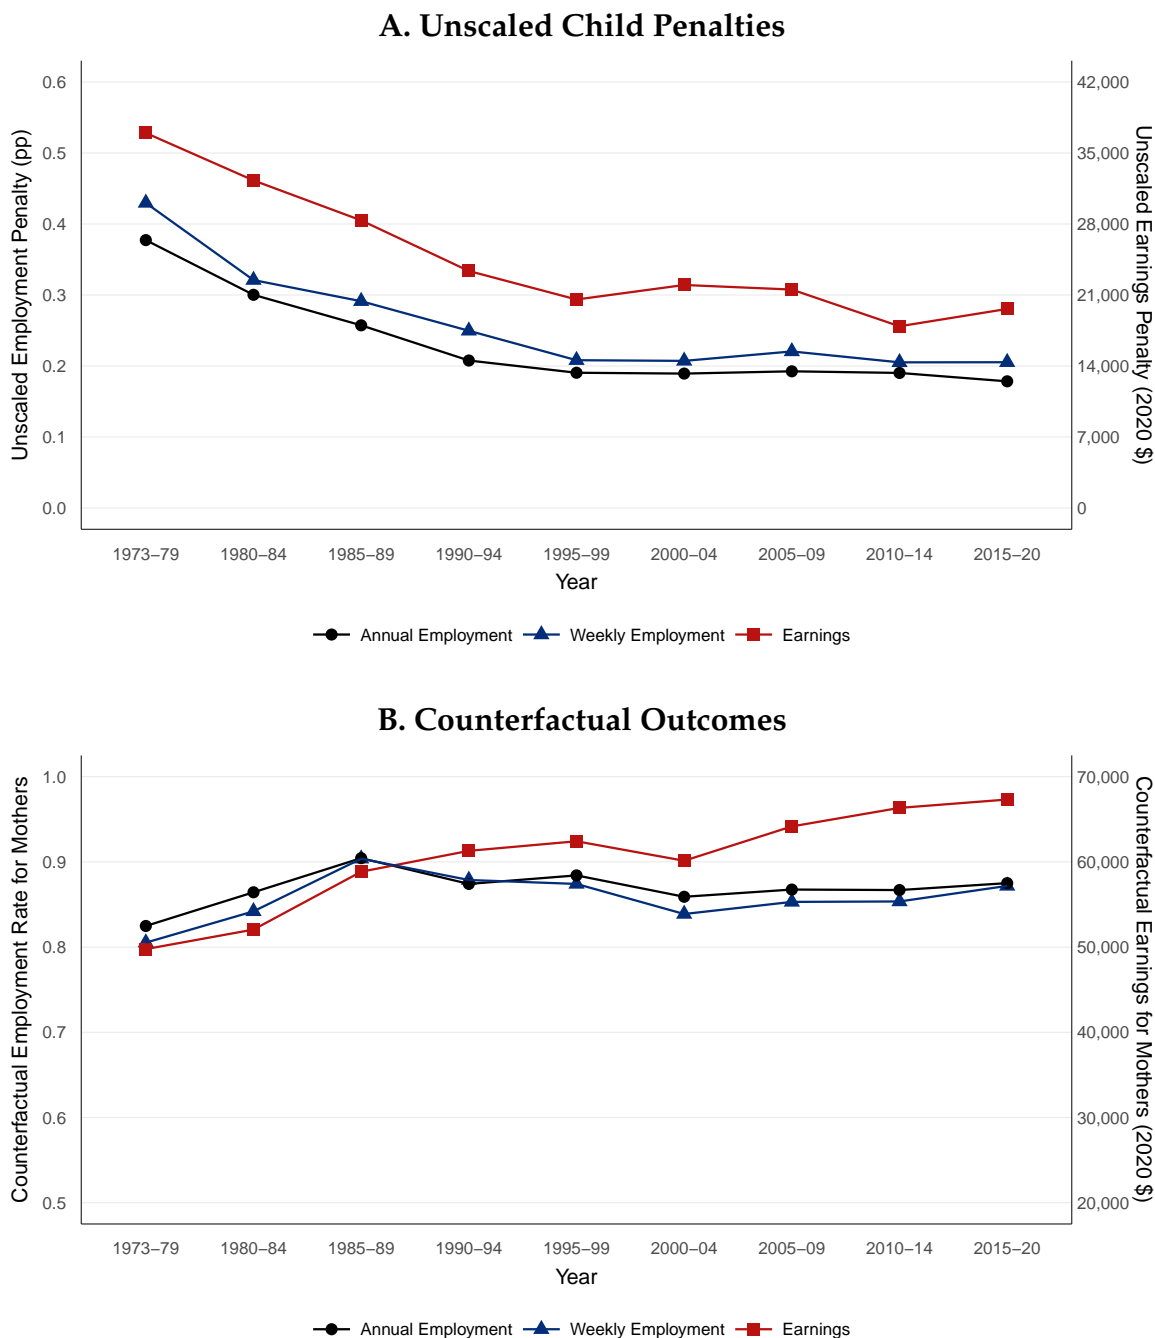 A. Unscaled Child Penalties
Unscaled Employment Penalty (pp)
0.6
0.5
0.4
0.3
0.2
0.1
0.0
42,000
35,000
28,000
21,000
14,000
7,000
0
Unscaled Earnings Penalty (2020 $)
1973–79 1980–84 1985–89 1990–94 1995–99 2000–04 2005–09 2010–14 2015–20
Year
Annual Employment Weekly Employment Earnings
B. Counterfactual Outcomes
Counterfactual Employment Rate for Mothers
1.0
0.9
0.8
0.7
0.6
0.5
70,000
60,000
50,000
40,000
30,000
20,000
Counterfactual Earnings for Mothers (2020 $)
1973–79 1980–84 1985–89 1990–94 1995–99 2000–04 2005–09 2010–14 2015–20
Year
Annual Employment Weekly Employment Earnings